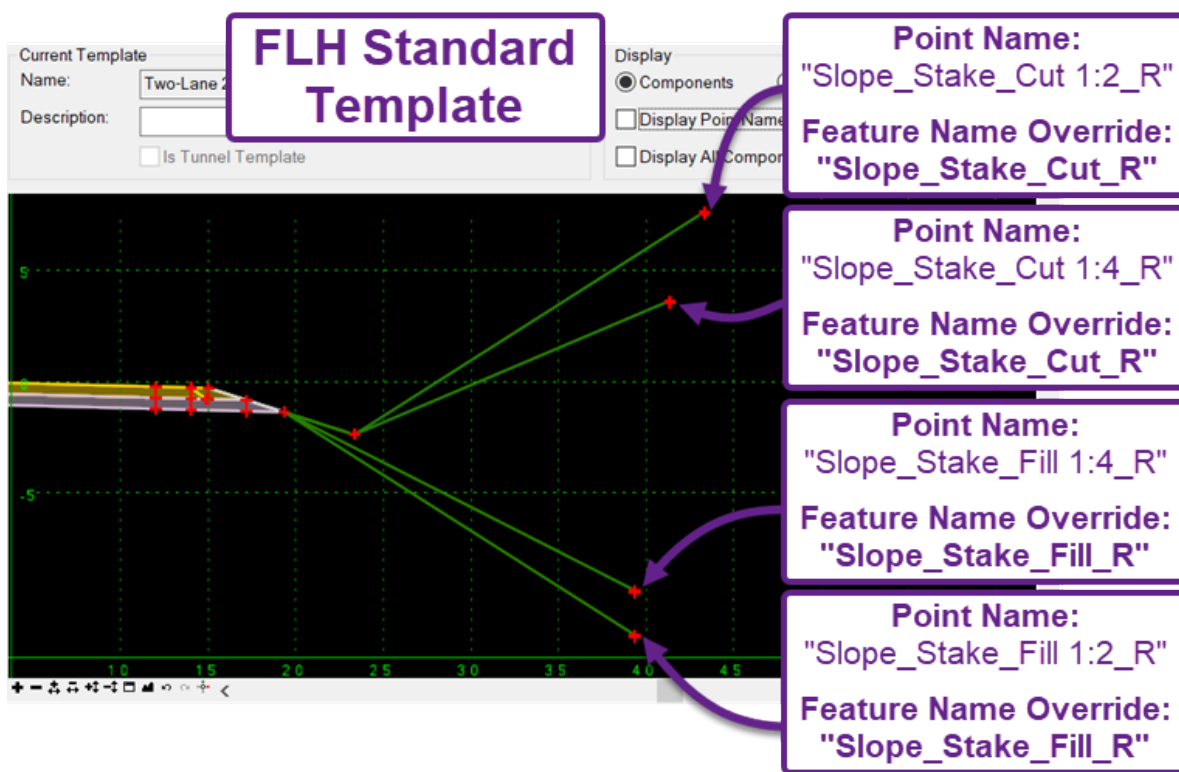 FLH Standard
Template
Current Template
Name:
Two-Lane 2
Description:
Is Tunnel Template
Display
Components
Display Point Name
Display All Compon
Point Name:
"Slope_Stake_Cut 1:2_R"
Feature Name Override:
"Slope_Stake_Cut_R"
Point Name:
"Slope_Stake_Cut 1:4_R"
Feature Name Override:
"Slope_Stake_Cut_R"
Point Name:
"Slope_Stake_Fill 1:4_R"
Feature Name Override:
"Slope_Stake_Fill_R"
Point Name:
"Slope_Stake_Fill 1:2_R"
Feature Name Override:
"Slope_Stake_Fill_R"
5
0
-5
10 15 20 25 30 35 40 45